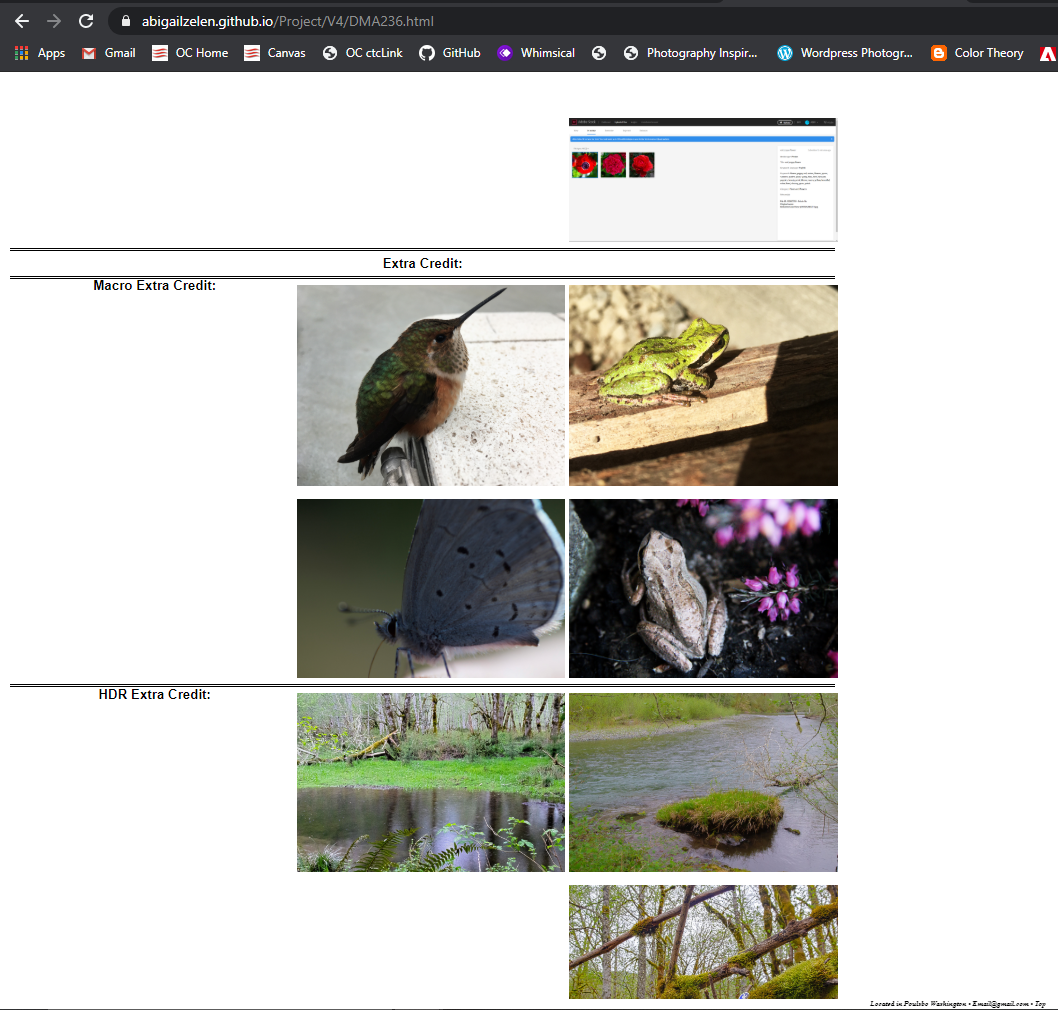 abigailzelen.github.io/Project/V4/DMA236.html
Apps Gmail OC Home Canvas OC ctcLink GitHub Whimsical Photography Inspir... Wordpress Photogr... Color Theory
Extra Credit:
Macro Extra Credit:
HDR Extra Credit:
Located in Poulsbo Washington • Email@gmail.com • Top